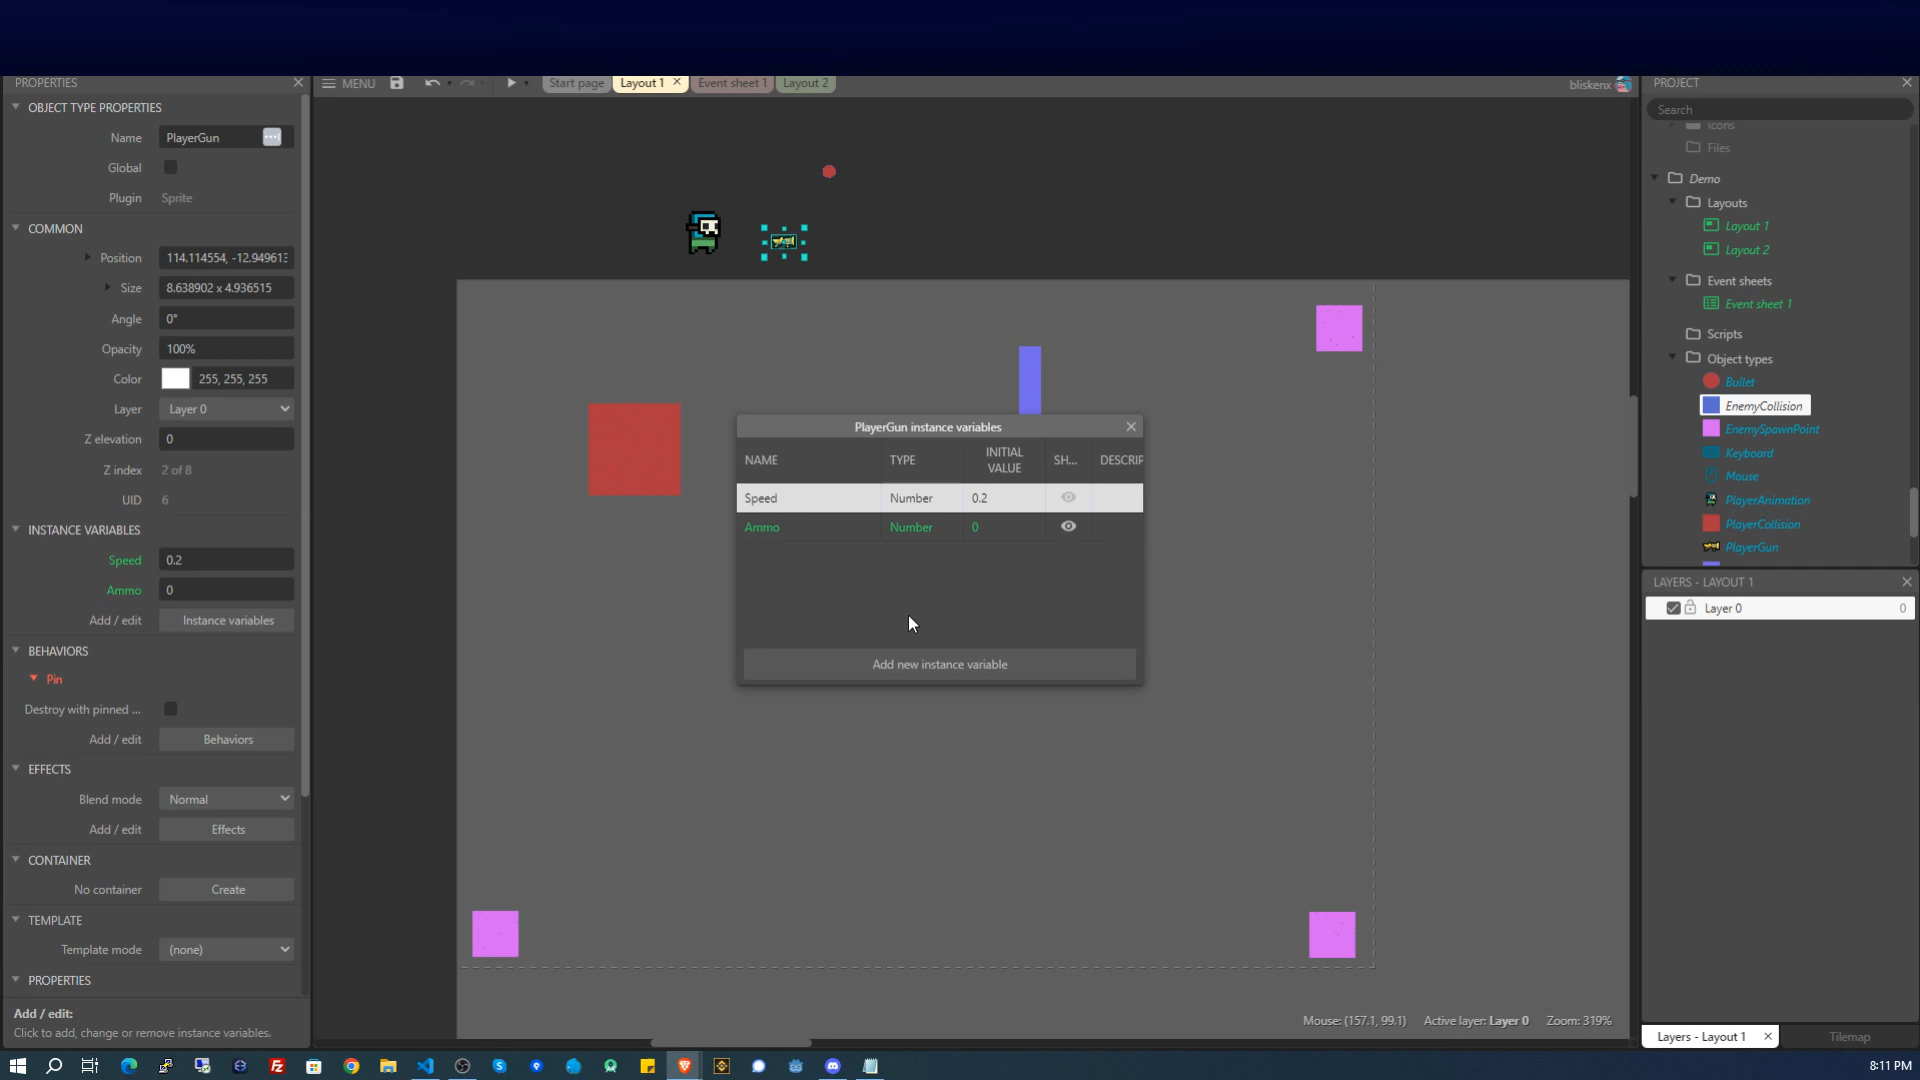 PROPERTIES
OBJECT TYPE PROPERTIES
Name PlayerGun
Global
Plugin Sprite
COMMON
Position 114.114554, -12.949613
Size 8.638902 x 4.936515
Angle 0°
Opacity 100%
Color 255, 255, 255
Layer Layer 0
Z elevation 0
Z index 2 of 8
UID 6
INSTANCE VARIABLES
Speed 0.2
Ammo 0
Add / edit Instance variables
BEHAVIORS
Pin
Destroy with pinned ...
Add / edit Behaviors
EFFECTS
Blend mode Normal
Add / edit Effects
CONTAINER
No container Create
TEMPLATE
Template mode (none)
PROPERTIES
Add / edit:
Click to add, change or remove instance variables.
MENU
Start page
Layout 1
Event sheet 1
Layout 2
bliskenx
PlayerGun instance variables
NAME TYPE INITIAL VALUE SH... DESCRIP
Speed Number 0.2
Ammo Number 0
Add new instance variable
Mouse: (157.1, 99.1) Active layer: Layer 0 Zoom: 319%
PROJECT
Search
Icons
Files
Demo
Layouts
Layout 1
Layout 2
Event sheets
Event sheet 1
Scripts
Object types
Bullet
EnemyCollision
EnemySpawnPoint
Keyboard
Mouse
PlayerAnimation
PlayerCollision
PlayerGun
LAYERS - LAYOUT 1
Layer 0 0
Layers - Layout 1
Tilemap
8:11 PM